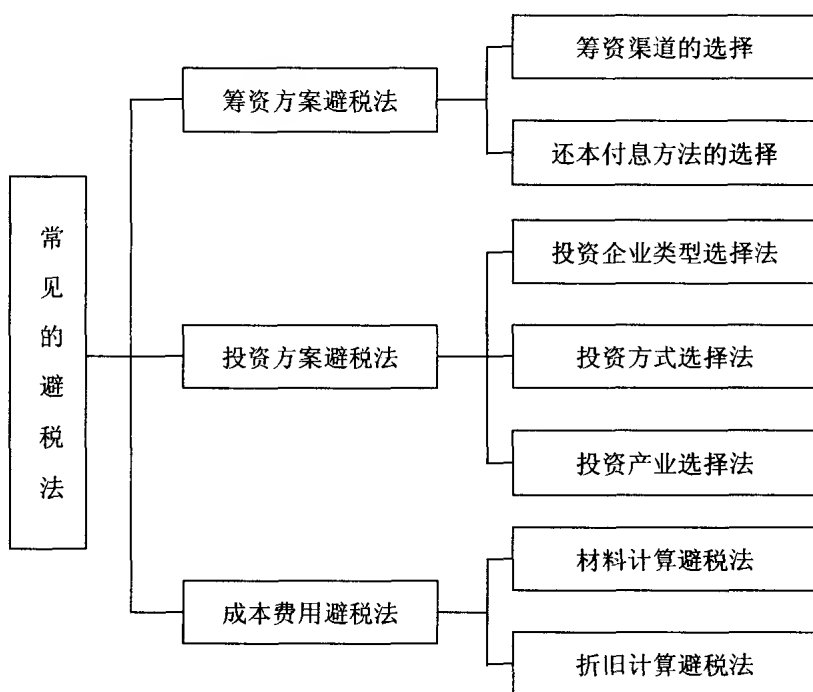 常见的避税法
筹资方案避税法
筹资渠道的选择
还本付息方法的选择
投资方案避税法
投资企业类型选择法
投资方式选择法
投资产业选择法
成本费用避税法
材料计算避税法
折旧计算避税法